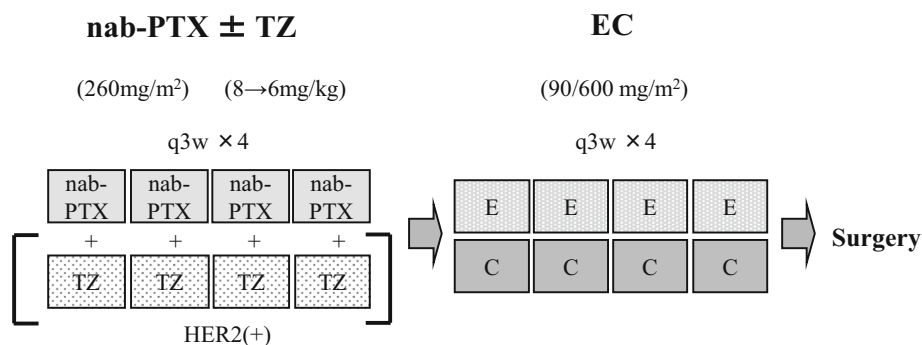 nab-PTX ± TZ EC
(260mg/m²) (8→6mg/kg) (90/600 mg/m²)
q3w ×4 q3w ×4
nab- nab- nab- nab-
PTX PTX PTX PTX
E E E E
+ + + +
Surgery
TZ TZ TZ TZ
C C C C
HER2(+)